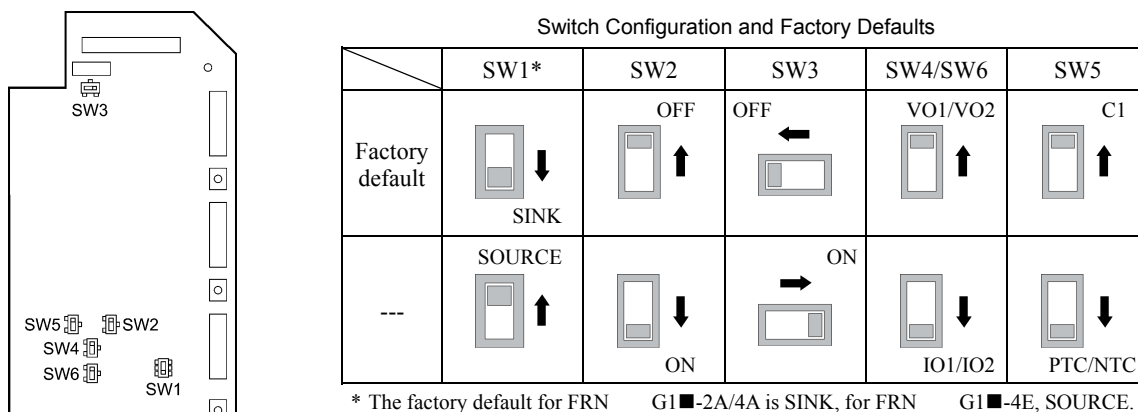 Switch Configuration and Factory Defaults
SW1* SW2 SW3 SW4/SW6 SW5
Factory default
SINK
OFF
OFF
VO1/VO2
C1
---
SOURCE
ON
ON
IO1/IO2
PTC/NTC
* The factory default for FRN G1■-2A/4A is SINK, for FRN G1■-4E, SOURCE.
SW3
SW5 SW2
SW4
SW6
SW1